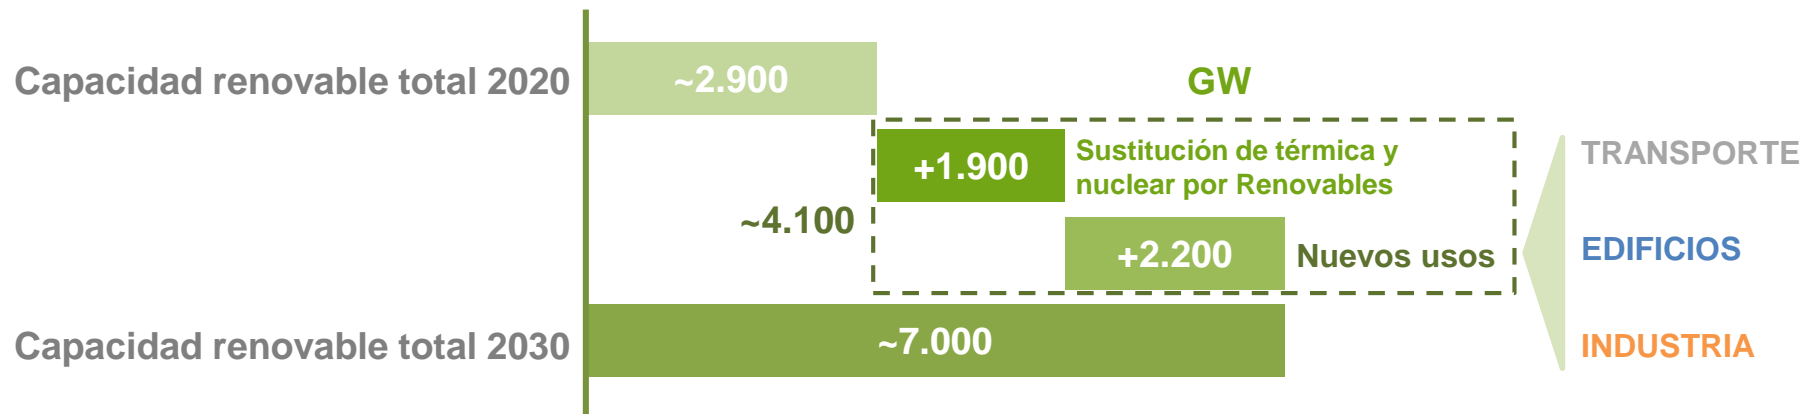 Capacidad renovable total 2020
~2.900
GW
+1.900
Sustitución de térmica y
nuclear por Renovables
~4.100
+2.200
Nuevos usos
Capacidad renovable total 2030
~7.000
TRANSPORTE
EDIFICIOS
INDUSTRIA